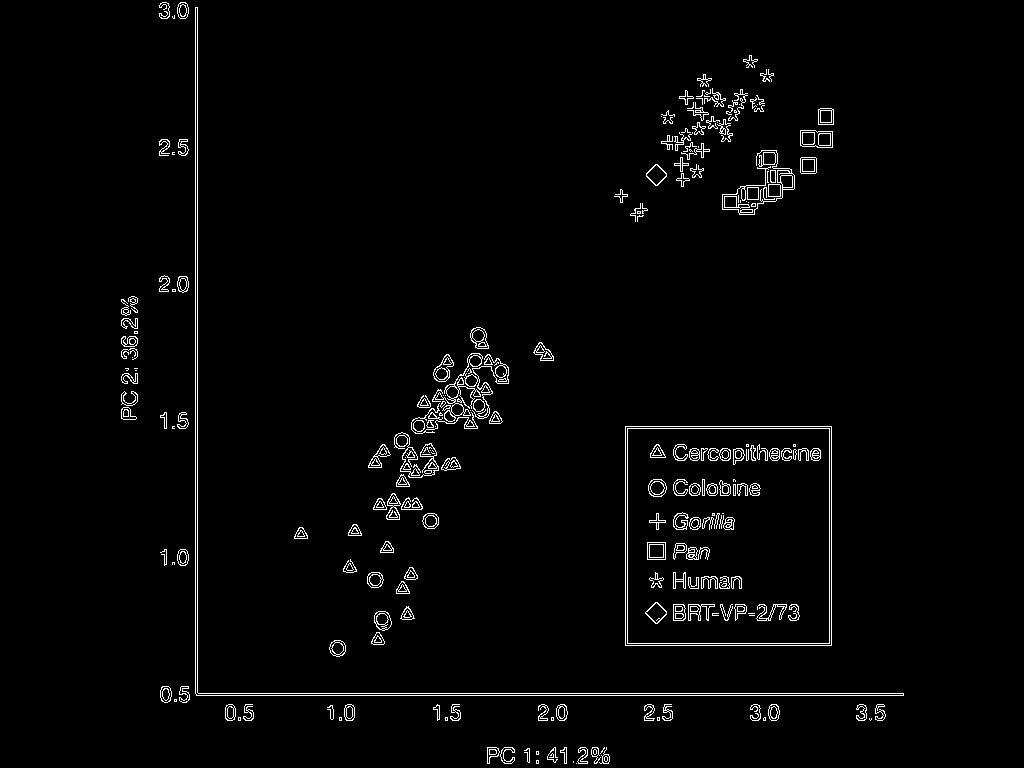 3.0
2.5
2.0
1.5
1.0
0.5
PC 2: 36.2%
Cercopithecine
Colobine
Gorilla
Pan
Human
BRT-VP-2/73
0.5 1.0 1.5 2.0 2.5 3.0 3.5
PC 1: 41.2%